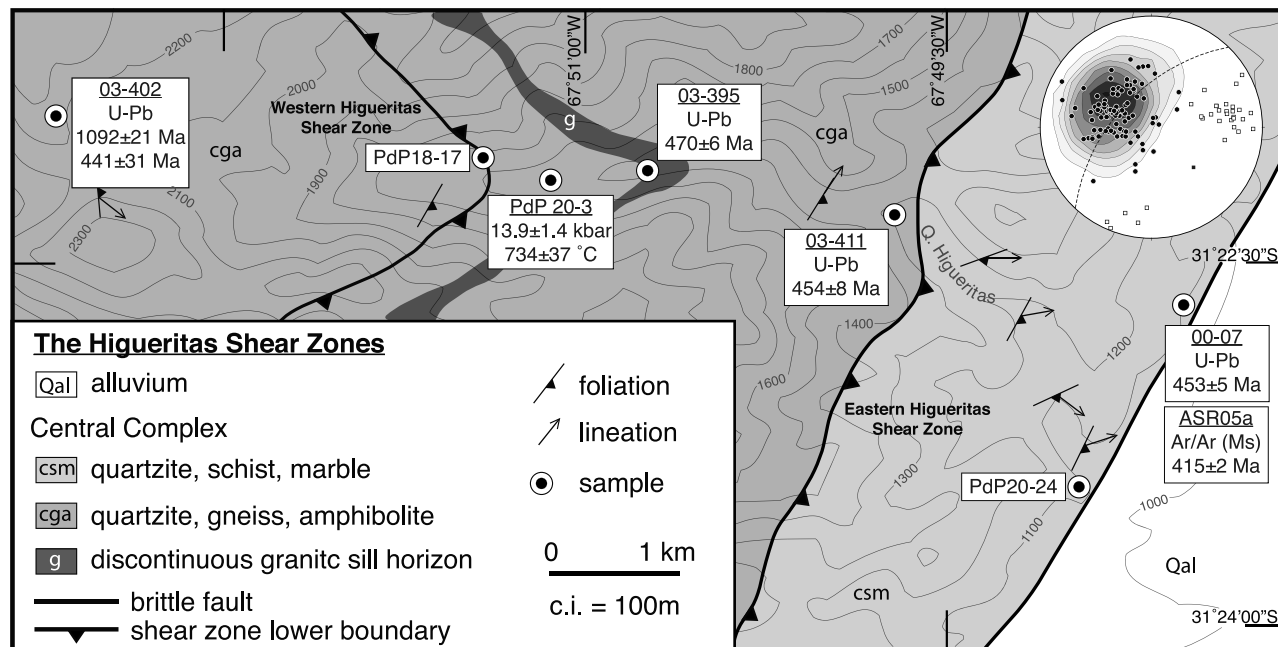 2200
1700
67˚51'00"W
67˚49'30"W
1800
1500
03-402
U-Pb
1092±21 Ma
441±31 Ma
2000
Western Higueritas
Shear Zone
cga
g
03-395
U-Pb
470±6 Ma
cga
PdP18-17
1900
2100
2300
PdP 20-3
13.9±1.4 kbar
734±37 ˚C
03-411
U-Pb
454±8 Ma
Q. Higueritas
31˚22'30"S
1400
1200
00-07
U-Pb
453±5 Ma
ASR05a
Ar/Ar (Ms)
415±2 Ma
1600
Eastern Higueritas
Shear Zone
1300
PdP20-24
1000
1100
Qal
csm
31˚24'00"S
The Higueritas Shear Zones
Qal alluvium
Central Complex
csm quartzite, schist, marble
cga quartzite, gneiss, amphibolite
g discontinuous granitc sill horizon
brittle fault
shear zone lower boundary
foliation
lineation
sample
0 1 km
c.i. = 100m